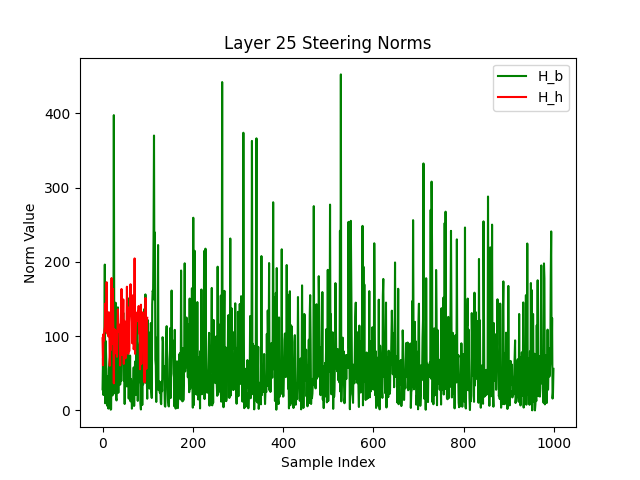 Layer 25 Steering Norms
H_b
H_h
Norm Value
400
300
200
100
0
0 200 400 600 800 1000
Sample Index